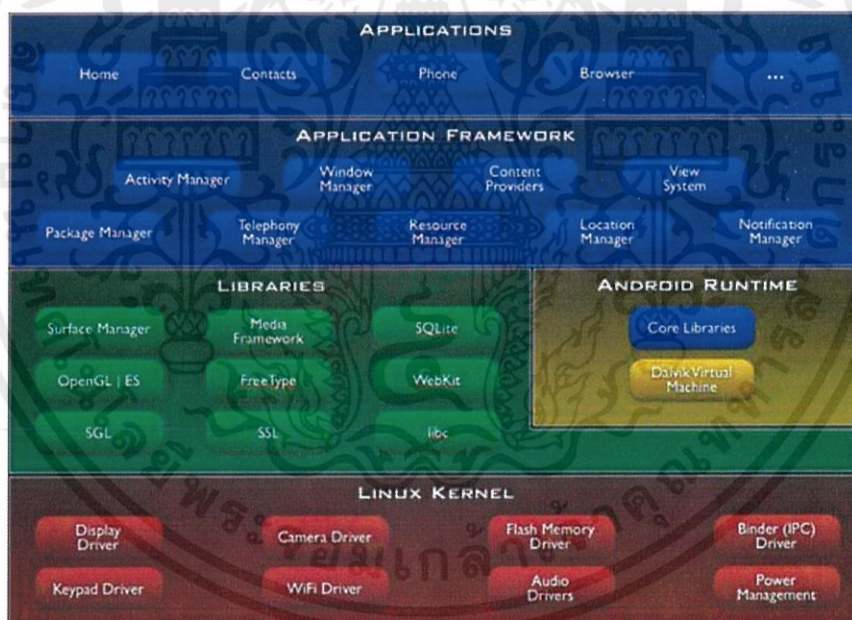 APPLICATIONS
Home Contacts Phone Browser ...
APPLICATION FRAMEWORK
Activity Manager Window Manager Content Providers View System
Package Manager Telephony Manager Resource Manager Location Manager Notification Manager
LIBRARIES
Surface Manager Media Framework SQLite
OpenGL | ES FreeType WebKit
SGL SSL libc
ANDROID RUNTIME
Core Libraries
Dalvik Virtual Machine
LINUX KERNEL
Display Driver Camera Driver Flash Memory Driver Binder (IPC) Driver
Keypad Driver WiFi Driver Audio Drivers Power Management